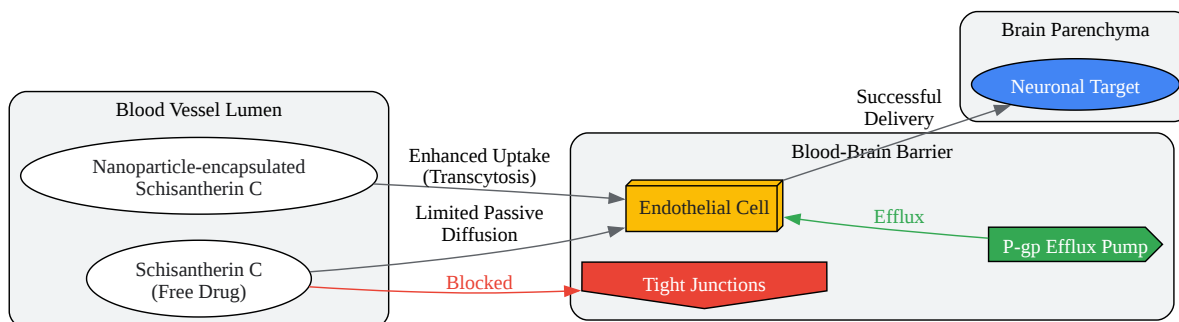 Brain Parenchyma
Neuronal Target
Blood Vessel Lumen
Successful
Delivery
Blood-Brain Barrier
Nanoparticle-encapsulated
Schisantherin C
Enhanced Uptake
(Transcytosis)
Endothelial Cell
Limited Passive
Diffusion
Efflux
P-gp Efflux Pump
Schisantherin C
(Free Drug)
Blocked
Tight Junctions